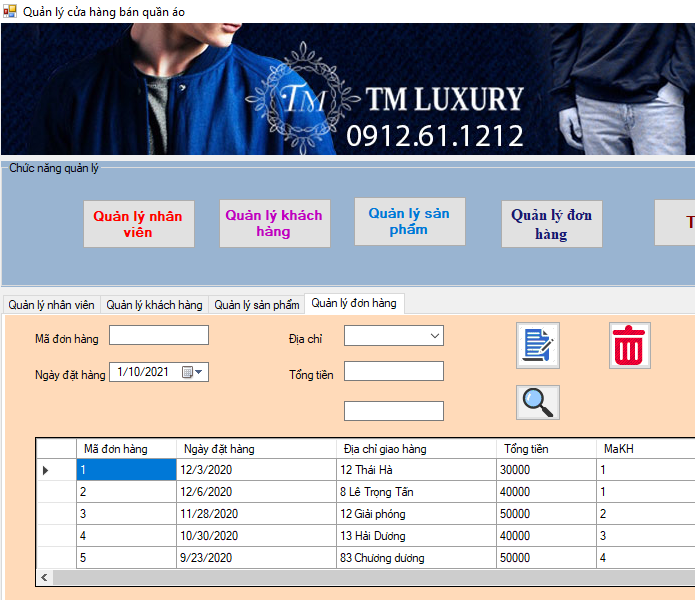 Quản lý cửa hàng bán quần áo
TM
TM LUXURY
0912.61.1212
Chức năng quản lý
Quản lý nhân
viên
Quản lý khách
hàng
Quản lý sản
phẩm
Quản lý đơn
hàng
T
Quản lý nhân viên Quản lý khách hàng Quản lý sản phẩm Quản lý đơn hàng
Mã đơn hàng Địa chỉ
Ngày đặt hàng 1/10/2021 Tổng tiền
Mã đơn hàng Ngày đặt hàng Địa chỉ giao hàng Tổng tiền MaKH
1 12/3/2020 12 Thái Hà 30000 1
2 12/6/2020 8 Lê Trọng Tấn 40000 1
3 11/28/2020 12 Giải phóng 50000 2
4 10/30/2020 13 Hải Dương 40000 3
5 9/23/2020 83 Chương dương 50000 4